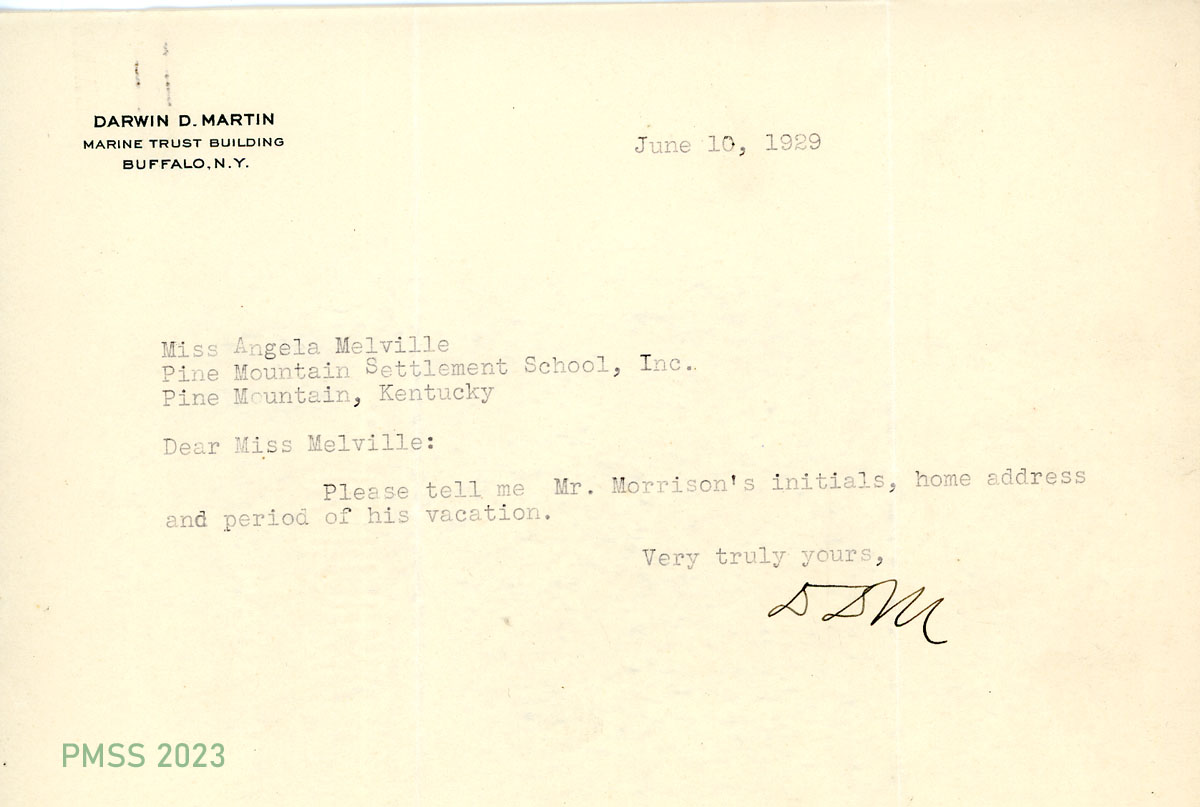 DARWIN D. MARTIN
MARINE TRUST BUILDING
BUFFALO, N.Y.
June 10, 1929
Miss Angela Melville
Pine Mountain Settlement School, Inc..
Pine Mountain, Kentucky
Dear Miss Melville:
Please tell me Mr. Morrison's initials, home address
and period of his vacation.
Very truly yours,
DDM
PMSS 2023